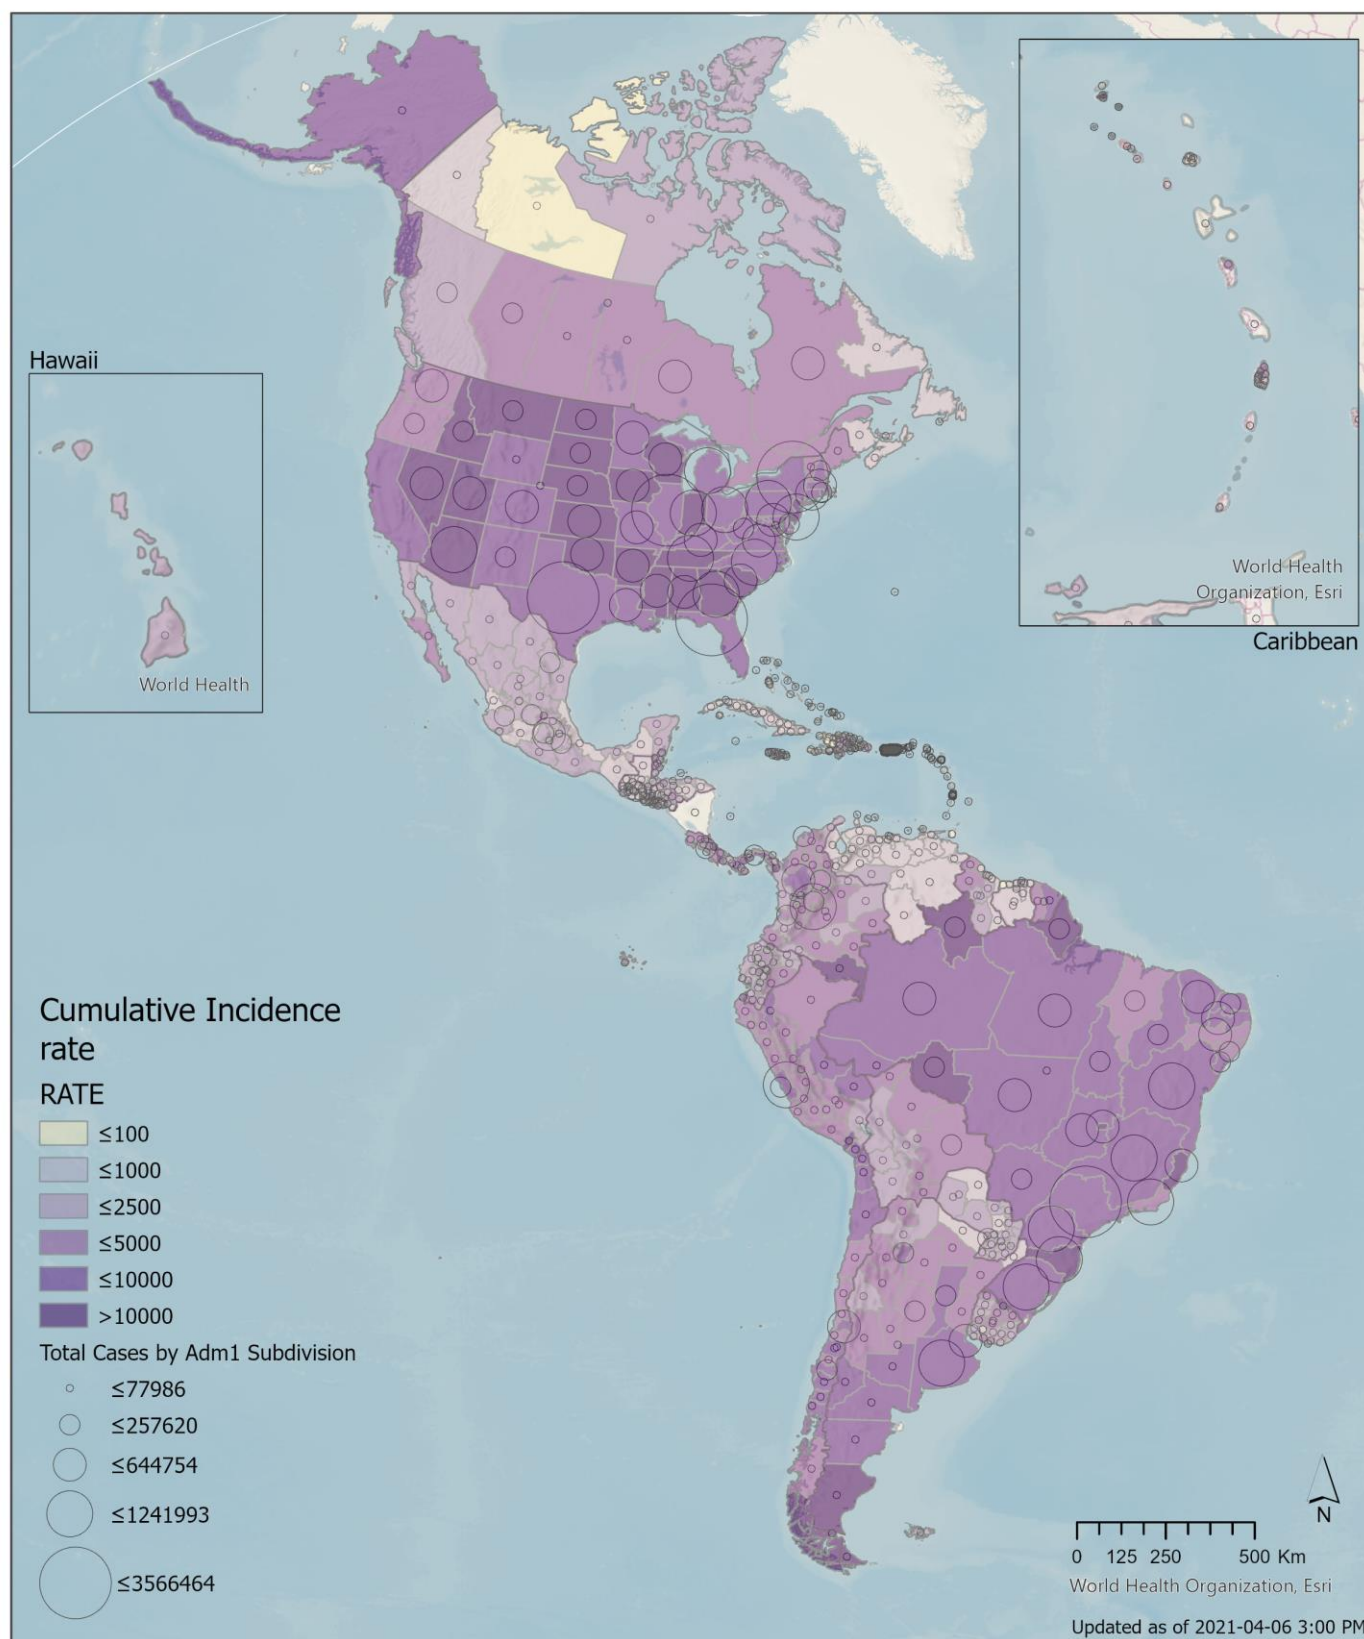 Hawaii
World Health
World Health
Organization, Esri
Caribbean
Cumulative Incidence
rate
RATE
≤100
≤1000
≤2500
≤5000
≤10000
>10000
Total Cases by Adm1 Subdivision
≤77986
≤257620
≤644754
≤1241993
≤3566464
N
0 125 250 500 Km
World Health Organization, Esri
Updated as of 2021-04-06 3:00 PM